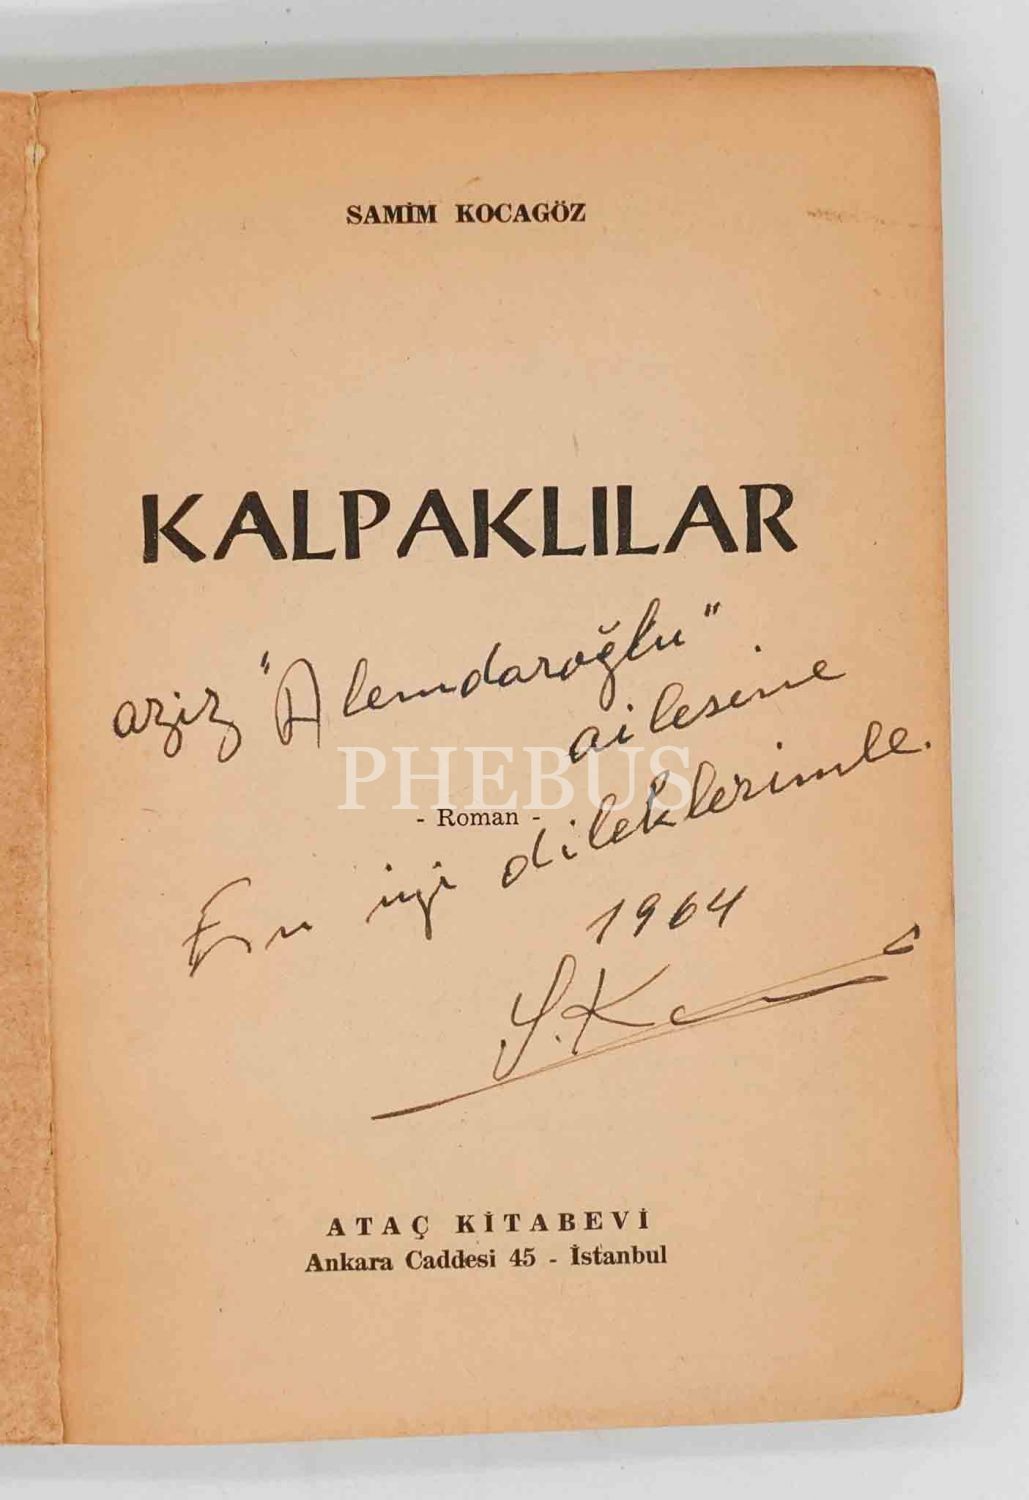 SAMİM KOCAGÖZ
KALPAKLILAR
aziz "Alemdaroğlu"
ailesine
PHEBUS
- Roman -
En iyi dileklerimle.
1964
S.K
ATAÇ KİTABEVİ
Ankara Caddesi 45 - İstanbul